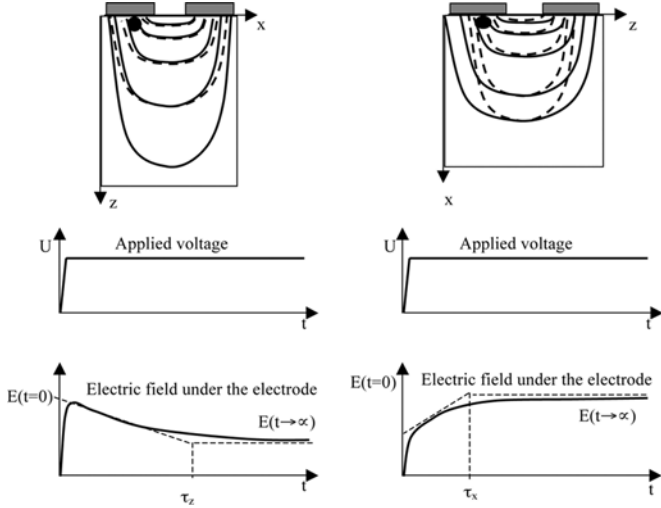 x
z
z
x
U
Applied voltage
t
U
Applied voltage
t
E(t=0)
Electric field under the electrode
E(t→∝)
τz
t
E(t=0)
Electric field under the electrode
E(t→∝)
τx
t